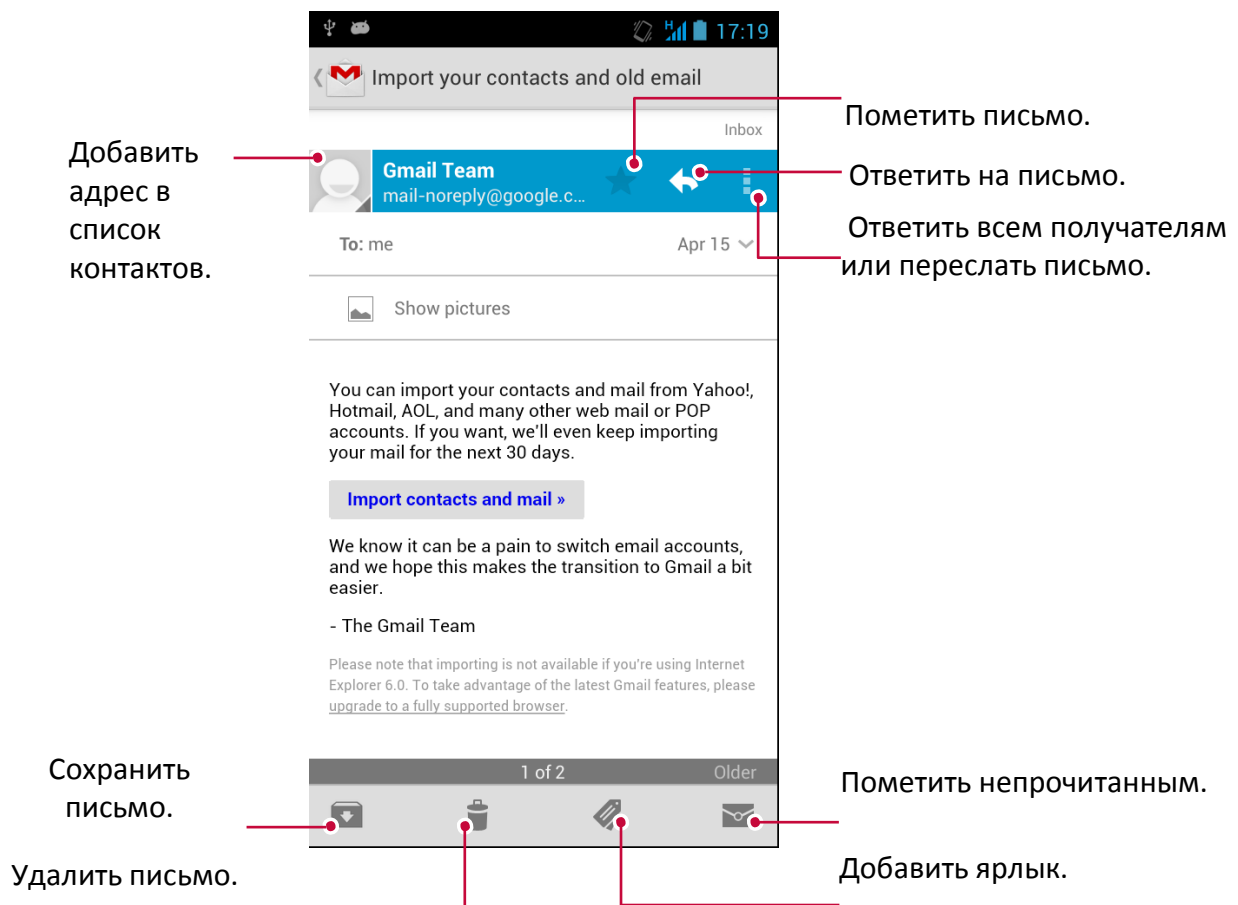 H 17:19
Import your contacts and old email
Inbox
Gmail Team
mail-noreply@google.c...
To: me
Apr 15
Show pictures
You can import your contacts and mail from Yahoo!,
Hotmail, AOL, and many other web mail or POP
accounts. If you want, we'll even keep importing
your mail for the next 30 days.
Import contacts and mail »
We know it can be a pain to switch email accounts,
and we hope this makes the transition to Gmail a bit
easier.
- The Gmail Team
Please note that importing is not available if you're using Internet
Explorer 6.0. To take advantage of the latest Gmail features, please
upgrade to a fully supported browser.
1 of 2
Older
Добавить
адрес в
список
контактов.
Пометить письмо.
Ответить на письмо.
Ответить всем получателям
или переслать письмо.
Сохранить
письмо.
Удалить письмо.
Пометить непрочитанным.
Добавить ярлык.